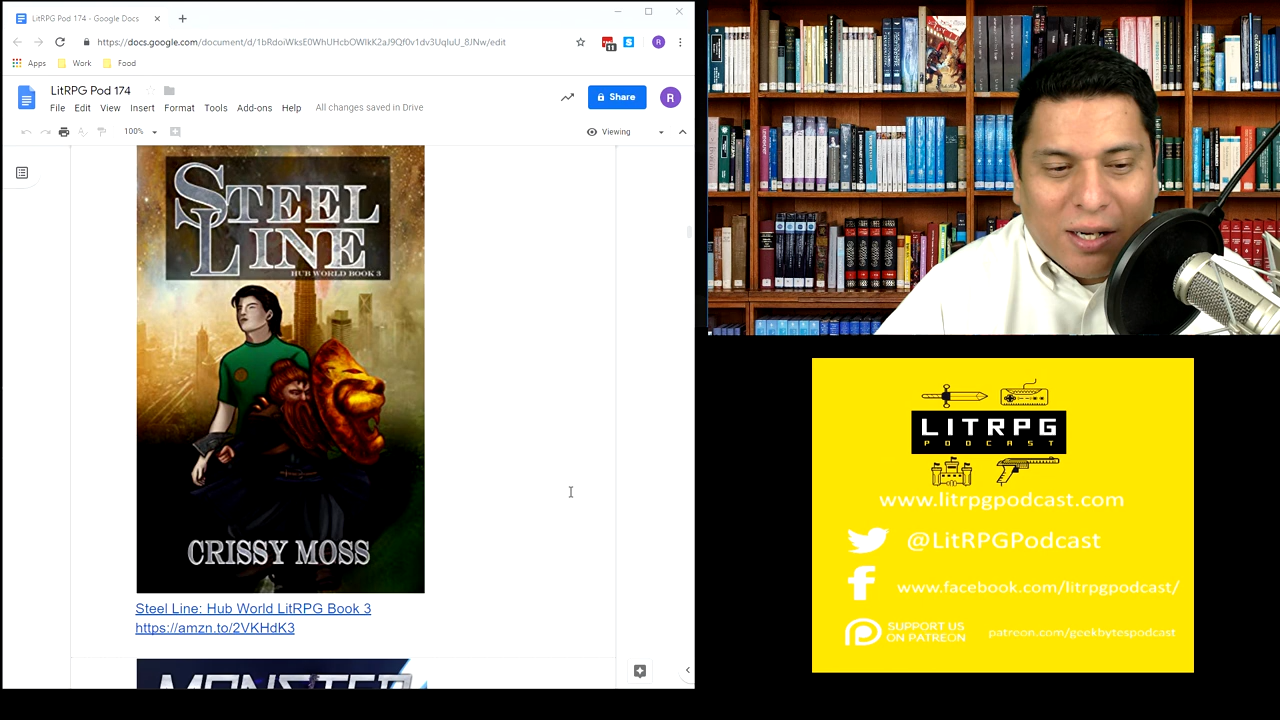 LitRPG Pod 174 - Google Docs
https://docs.google.com/document/d/1bRdoiWksE0WhUHcbOWIkK2aJ9Qf0v1dv3UqIuU_8JNw/edit
Apps
Work
Food
LitRPG Pod 174
File Edit View Insert Format Tools Add-ons Help All changes saved in Drive
Share
R
100%
Viewing
STEEL
LINE
HUB WORLD BOOK 3
CRISSY MOSS
Steel Line: Hub World LitRPG Book 3
https://amzn.to/2VKHdK3
MONSTER
LITRPG
PODCAST
www.litrpgpodcast.com
@LitRPGPodcast
www.facebook.com/litrpgpodcast/
SUPPORT US
ON PATREON
patreon.com/geekbytespodcast